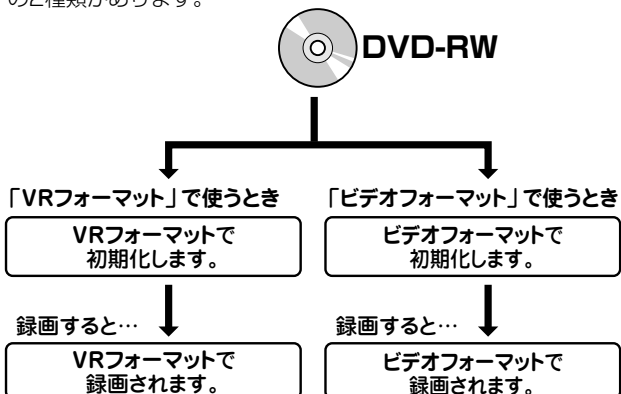 の2種類があります。
DVD-RW
「VRフォーマット」で使うとき
VRフォーマットで
初期化します。
録画すると…
VRフォーマットで
録画されます。
「ビデオフォーマット」で使うとき
ビデオフォーマットで
初期化します。
録画すると…
ビデオフォーマットで
録画されます。